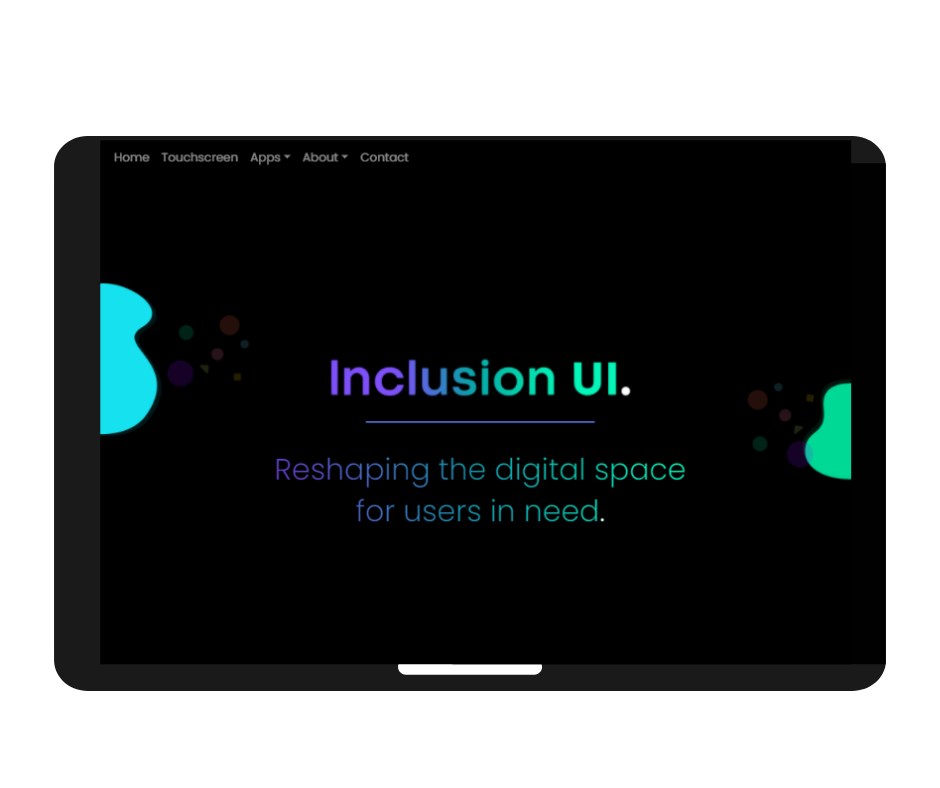 Home Touchscreen Apps About Contact
Inclusion UI.
Reshaping the digital space
for users in need.